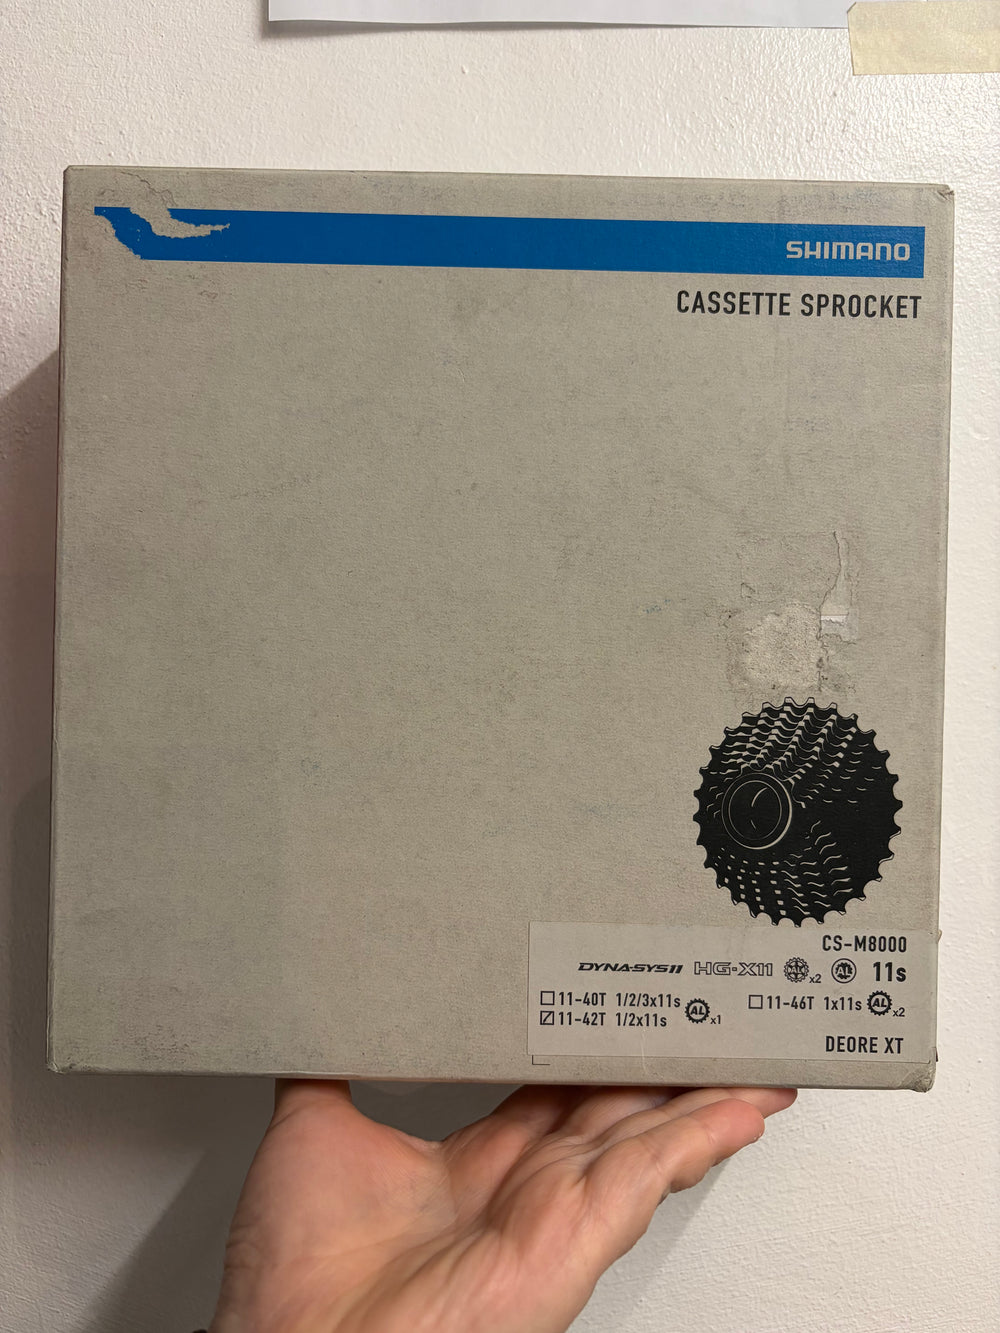 SHIMANO
CASSETTE SPROCKET
CS-M8000
DYNA-SYS11 HG-X11 AL x2 AL 11s
☐ 11-40T 1/2/3x11s AL x1 ☐ 11-46T 1x11s AL x2
☑ 11-42T 1/2x11s
DEORE XT